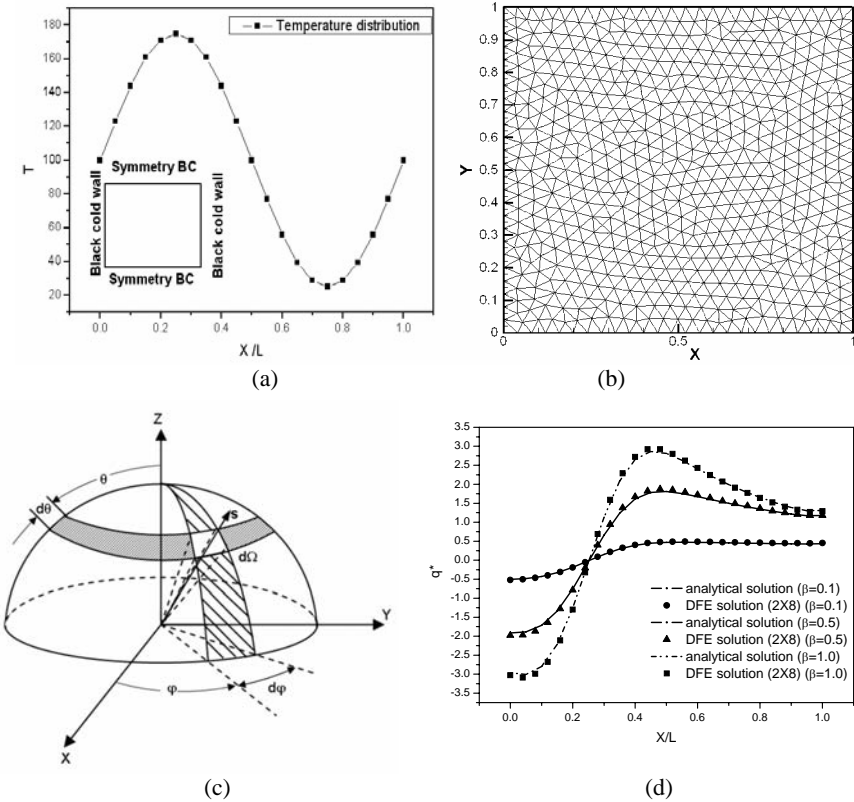 Temperature distribution
180
160
140
120
100
80
60
40
20
T
Symmetry BC
Black cold wall
Black cold wall
Symmetry BC
0.0 0.2 0.4 0.6 0.8 1.0
X /L
(a)
1
0.9
0.8
0.7
0.6
0.5
0.4
0.3
0.2
0.1
0
Y
0 0.5 1
X
(b)
Z
θ
dθ
s
dΩ
Y
φ
dφ
X
(c)
4.0
3.5
3.0
2.5
2.0
1.5
1.0
0.5
0.0
-0.5
-1.0
-1.5
-2.0
-2.5
-3.0
-3.5
q*
analytical solution (β=0.1)
DFE solution (2X8) (β=0.1)
analytical solution (β=0.5)
DFE solution (2X8) (β=0.5)
analytical solution (β=1.0)
DFE solution (2X8) (β=1.0)
0.0 0.2 0.4 0.6 0.8 1.0
X/L
(d)